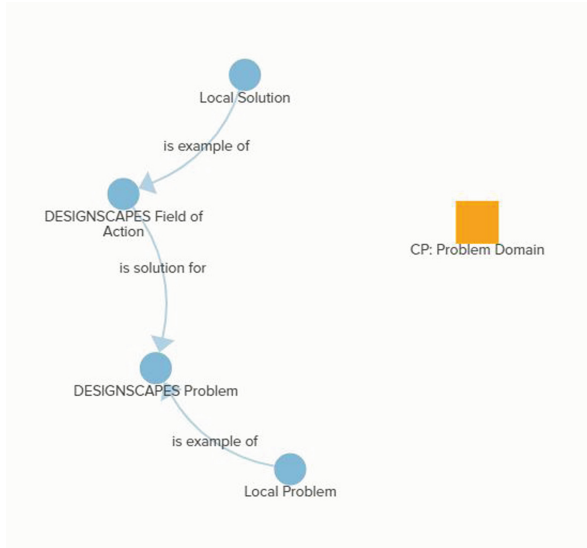 Local Solution
is example of
DESIGNSCAPES Field of
Action
CP: Problem Domain
is solution for
DESIGNSCAPES Problem
is example of
Local Problem